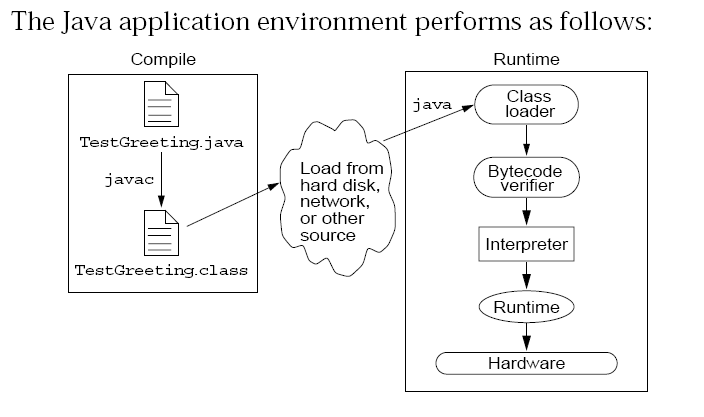 The Java application environment performs as follows:
Compile
TestGreeting.java
javac
TestGreeting.class
Load from
hard disk,
network,
or other
source
Runtime
java
Class
loader
Bytecode
verifier
Interpreter
Runtime
Hardware